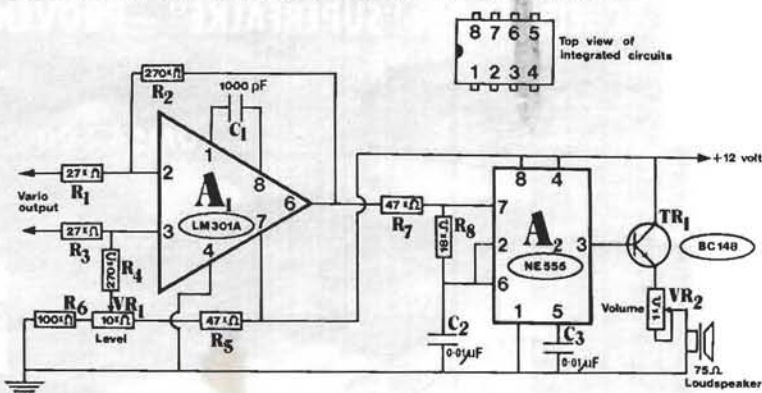 8 7 6 5
1 2 3 4
Top view of
integrated circuits
270kΩ
R2
1000 pF
C1
1
8
27kΩ
R1
2
A1
6
LM301A
7
Vario
output
27kΩ
R3
3
4
R4
270kΩ
R6
100kΩ
VR1
10kΩ
Level
47kΩ
R5
47kΩ
R7
R8
18kΩ
8 4
7
A2
2
3
NE555
6
1 5
+12 volt
TR1
BC148
Volume
1kΩ
VR2
C2
0·01µF
C3
0·01µF
75Ω
Loudspeaker